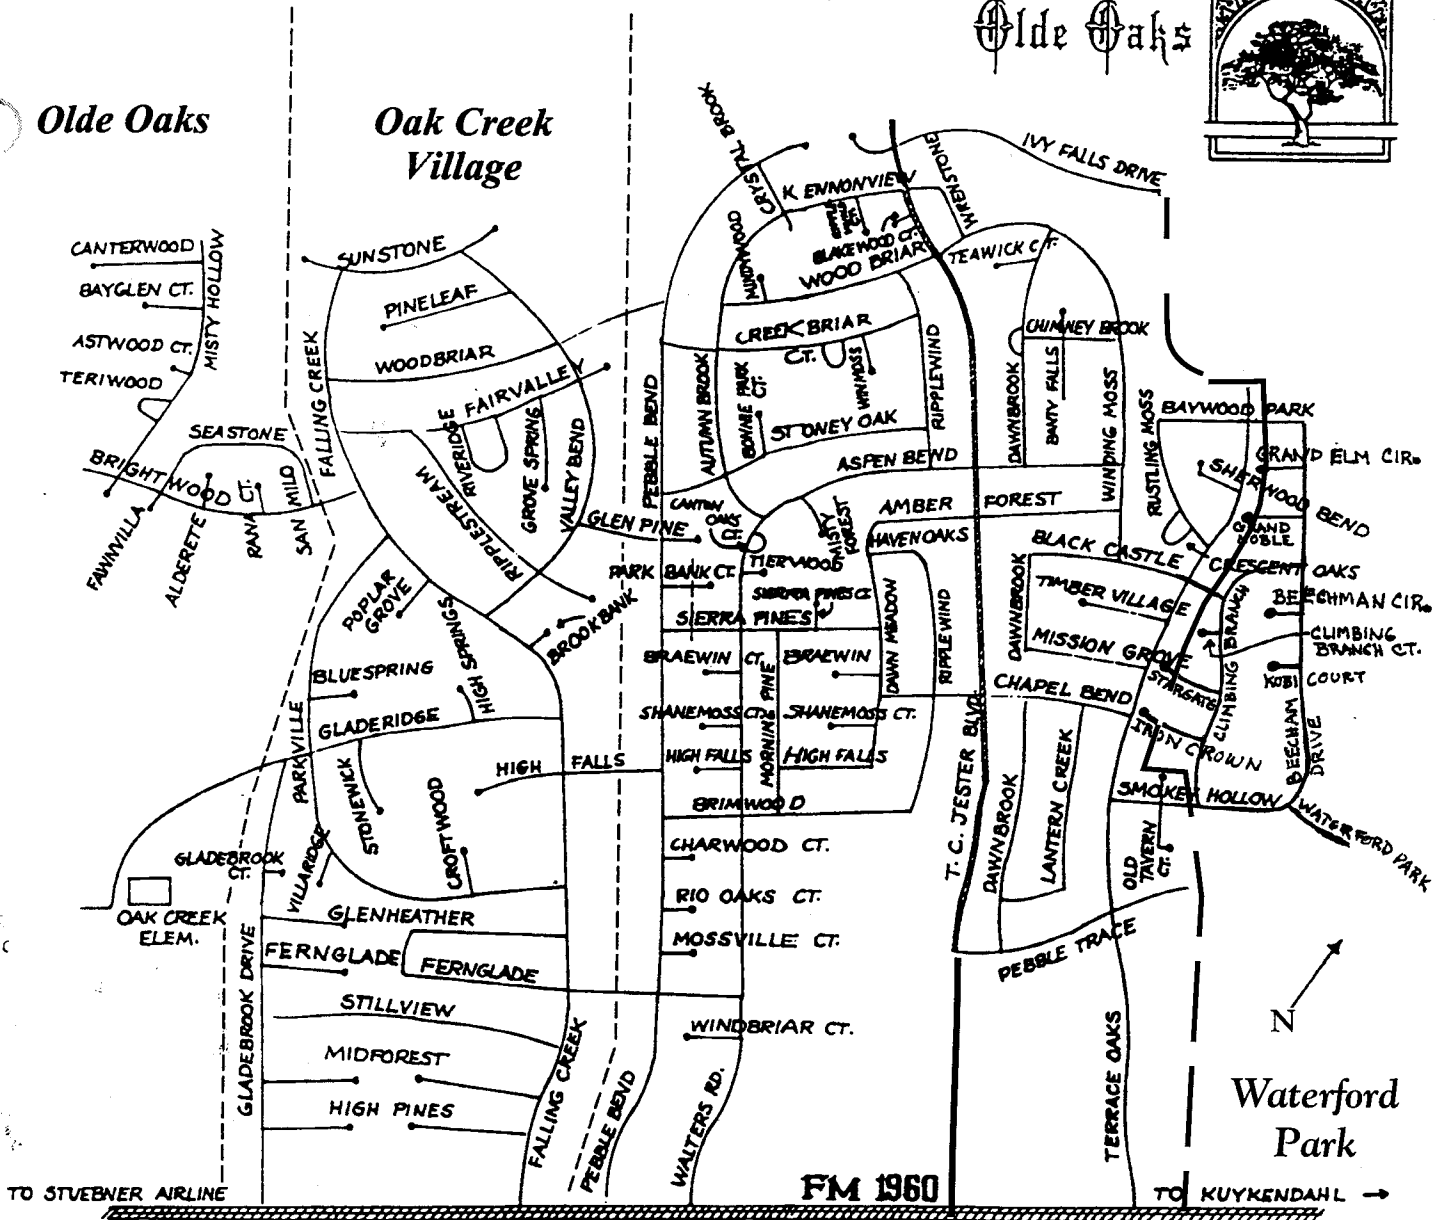 Olde Oaks
Olde Oaks
Oak Creek
Village
CRYSTAL BROOK
KENNONVIEW
WRENSTONE
IVY FALLS DRIVE
CANTERWOOD
BAYGLEN CT.
ASTWOOD CT.
TERIWOOD
MISTY HOLLOW
SUNSTONE
PINELEAF
WOODBRIAR
FALLING CREEK
FAIRVALLEY
RIVERIDGE
GROVE SPRING
VALLEY BEND
RIPPLESTREAM
MINDYWOOD
BLAKEWOOD CT.
WOOD BRIAR
TEAWICK CT.
CREEKBRIAR
CT.
WINMOSS
RIPPLEWIND
CHIMNEY BROOK
BANTY FALLS
DAWNBROOK
WINDING MOSS
RUSTLING MOSS
BAYWOOD PARK
GRAND ELM CIR.
SHERWOOD BEND
GRAND
NOBLE
PEBBLE BEND
AUTUMN BROOK
BONNIE PARK
CT.
STONEY OAK
ASPEN BEND
SEASTONE
BRIGHTWOOD
FAWNVILLA
ALDERETE
RANA CT.
SAN MILO
GLEN PINE
CANYON
OAKS
CT.
MISTY
FOREST
AMBER FOREST
HAVEN OAKS
BLACK CASTLE
CRESCENT OAKS
TIERWOOD
PARK BANK CT.
SIERRA PINES CT.
SIERRA PINES
POPLAR
GROVE
HIGH SPRINGS
BROOKBANK
DAWN MEADOW
RIPPLEWIND
DAWNBROOK
TIMBER VILLAGE
MISSION GROVE
STARGATE
CLIMBING BRANCH
BEECHMAN CIR.
CLIMBING
BRANCH CT.
KOBI COURT
BRAEWIN CT.
BRAEWIN
BLUESPRING
GLADERIDGE
PARKVILLE
SHANEMOSS CT.
SHANEMOSS CT.
MORNING PINE
CHAPEL BEND
IRON CROWN
BEECHAM
DRIVE
HIGH FALLS
HIGH FALLS
HIGH FALLS
STONEWICK
CROFTWOOD
BRIMWOOD
T. C. JESTER BLVD.
DAWNBROOK
LANTERN CREEK
SMOKEY HOLLOW
WATERFORD PARK
OLD
TAVERN
CT.
GLADEBROOK
CT.
VILLARIDGE
CHARWOOD CT.
RIO OAKS CT.
MOSSVILLE CT.
OAK CREEK
ELEM.
GLENHEATHER
FERNGLADE
FERNGLADE
PEBBLE TRACE
GLADEBROOK DRIVE
STILLVIEW
MIDFOREST
HIGH PINES
WINDBRIAR CT.
FALLING CREEK
PEBBLE BEND
WALTERS RD.
TERRACE OAKS
N
Waterford
Park
TO STUEBNER AIRLINE
FM 1960
TO KUYKENDAHL →